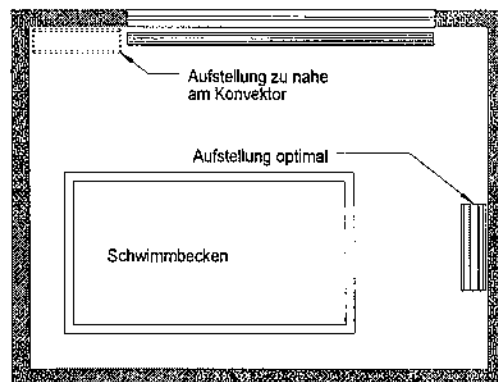 Aufstellung zu nahe
am Konvektor
Aufstellung optimal
Schwimmbecken